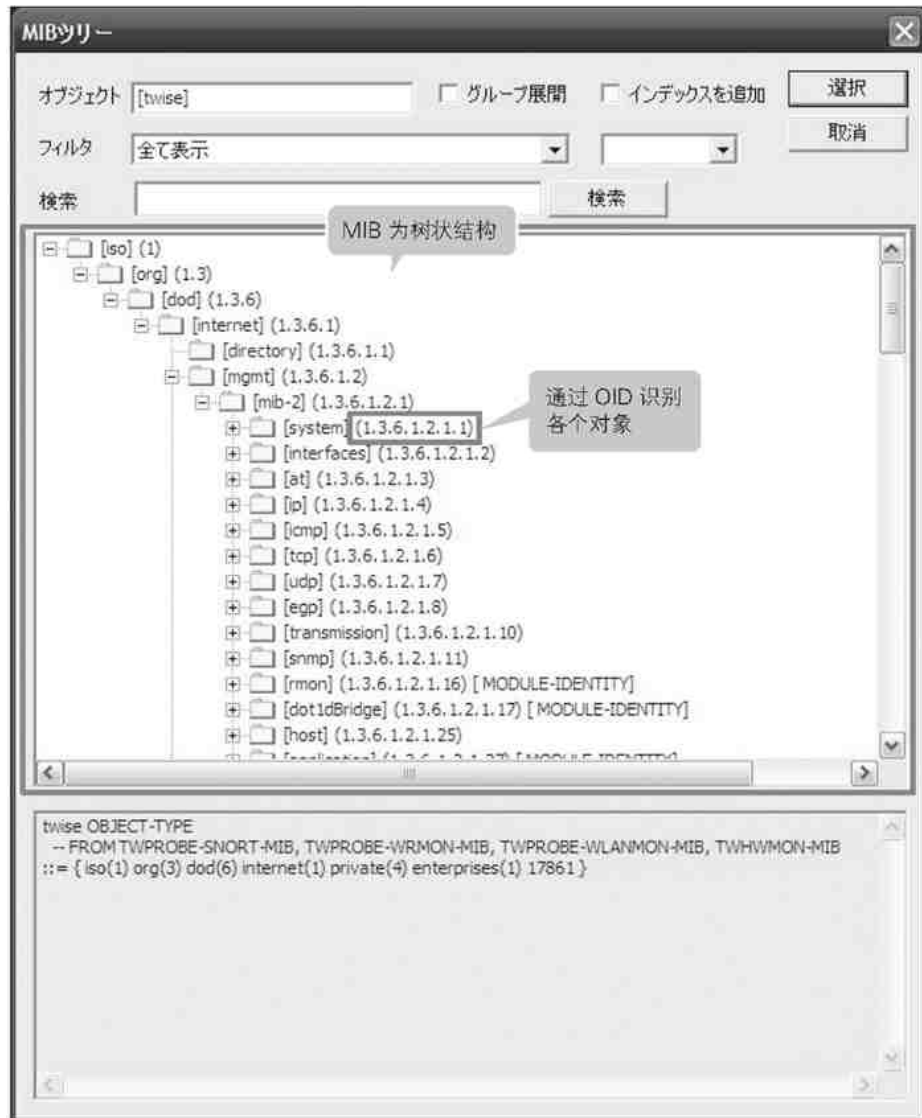 MIBツリー
オブジェクト [twise] グループ展開 インデックスを追加 選択
フィルタ 全て表示 取消
検索 検索
MIB 为树状结构
[iso] (1)
[org] (1.3)
[dod] (1.3.6)
[internet] (1.3.6.1)
[directory] (1.3.6.1.1)
[mgmt] (1.3.6.1.2)
[mib-2] (1.3.6.1.2.1)
通过 OID 识别
各个对象
[system] (1.3.6.1.2.1.1)
[interfaces] (1.3.6.1.2.1.2)
[at] (1.3.6.1.2.1.3)
[ip] (1.3.6.1.2.1.4)
[icmp] (1.3.6.1.2.1.5)
[tcp] (1.3.6.1.2.1.6)
[udp] (1.3.6.1.2.1.7)
[egp] (1.3.6.1.2.1.8)
[transmission] (1.3.6.1.2.1.10)
[snmp] (1.3.6.1.2.1.11)
[rmon] (1.3.6.1.2.1.16) [ MODULE-IDENTITY]
[dot1dBridge] (1.3.6.1.2.1.17) [ MODULE-IDENTITY]
[host] (1.3.6.1.2.1.25)
twise OBJECT-TYPE
-- FROM TWPROBE-SNORT-MIB, TWPROBE-WRMON-MIB, TWPROBE-WLANMON-MIB, TWHWMON-MIB
::= { iso(1) org(3) dod(6) internet(1) private(4) enterprises(1) 17861 }